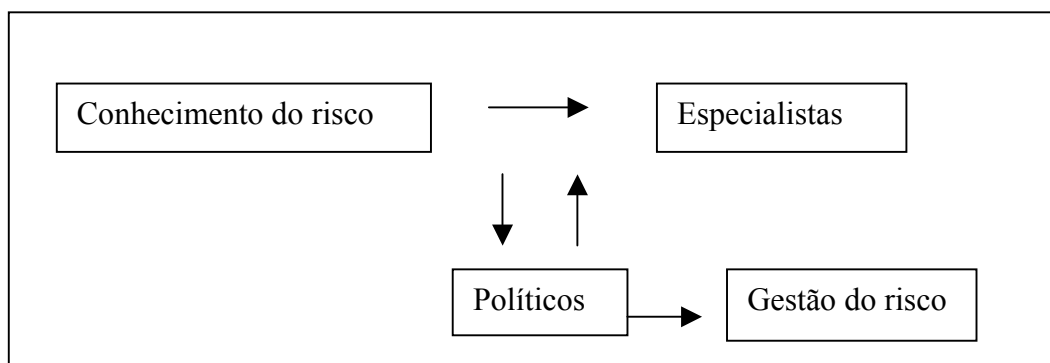 Conhecimento do risco
Especialistas
Políticos
Gestão do risco